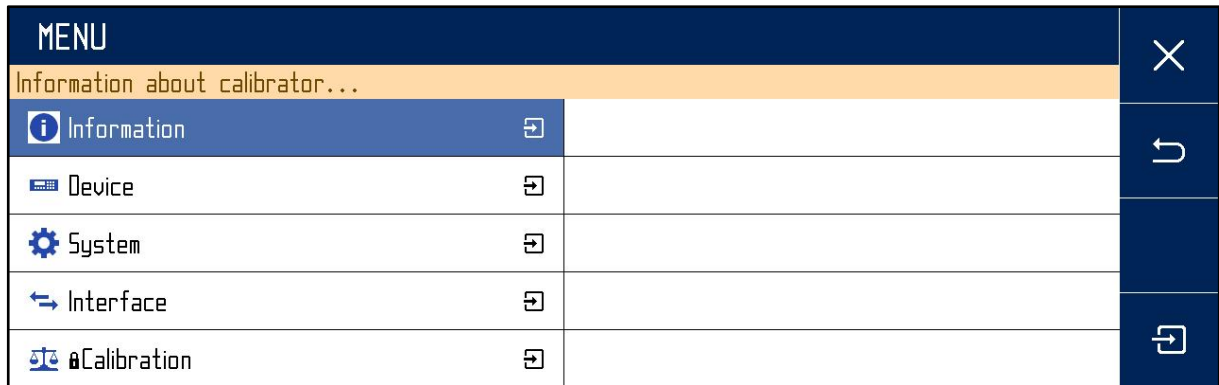 MENU
Information about calibrator...
Information
Device
System
Interface
Calibration